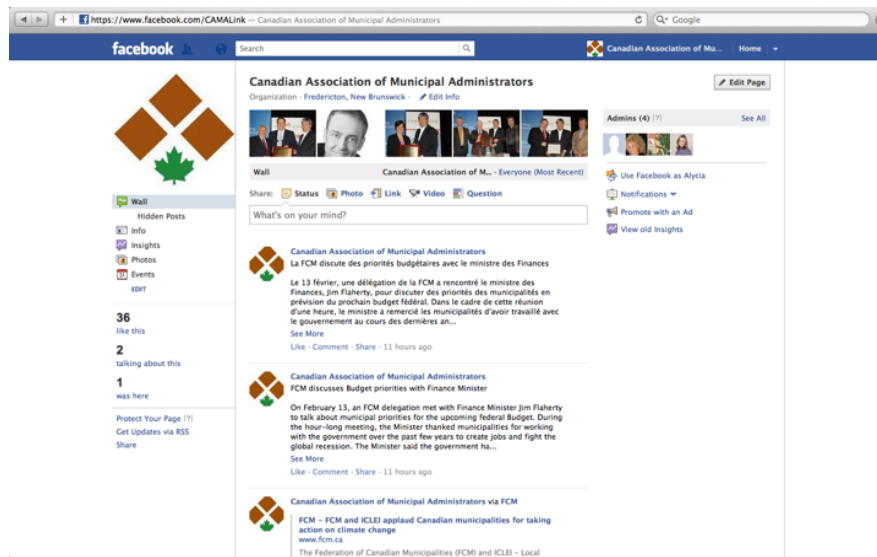 https://www.facebook.com/CAMALink — Canadian Association of Municipal Administrators
Google
facebook
Search
Canadian Association of Mu...
Home
Canadian Association of Municipal Administrators
Organization · Fredericton, New Brunswick · Edit Info
Edit Page
Wall
Canadian Association of M... · Everyone (Most Recent)
Share: Status Photo Link Video Question
What's on your mind?
Admins (4) [?]
See All
Use Facebook as Alycia
Notifications
Promote with an Ad
View old Insights
Wall
Hidden Posts
Info
Insights
Photos
Events
EDIT
36
like this
2
talking about this
1
was here
Protect Your Page [?]
Get Updates via RSS
Share
Canadian Association of Municipal Administrators
La FCM discute des priorités budgétaires avec le ministre des Finances
Le 13 février, une délégation de la FCM a rencontré le ministre des
Finances, Jim Flaherty, pour discuter des priorités des municipalités en
prévision du prochain budget fédéral. Dans le cadre de cette réunion
d'une heure, le ministre a remercié les municipalités d'avoir travaillé avec
le gouvernement au cours des dernières an...
See More
Like · Comment · Share · 11 hours ago
Canadian Association of Municipal Administrators
FCM discusses Budget priorities with Finance Minister
On February 13, an FCM delegation met with Finance Minister Jim Flaherty
to talk about municipal priorities for the upcoming federal Budget. During
the hour-long meeting, the Minister thanked municipalities for working
with the government over the past few years to create jobs and fight the
global recession. The Minister said the government ha...
See More
Like · Comment · Share · 11 hours ago
Canadian Association of Municipal Administrators via FCM
FCM - FCM and ICLEI applaud Canadian municipalities for taking
action on climate change
www.fcm.ca
The Federation of Canadian Municipalities (FCM) and ICLEI - Local